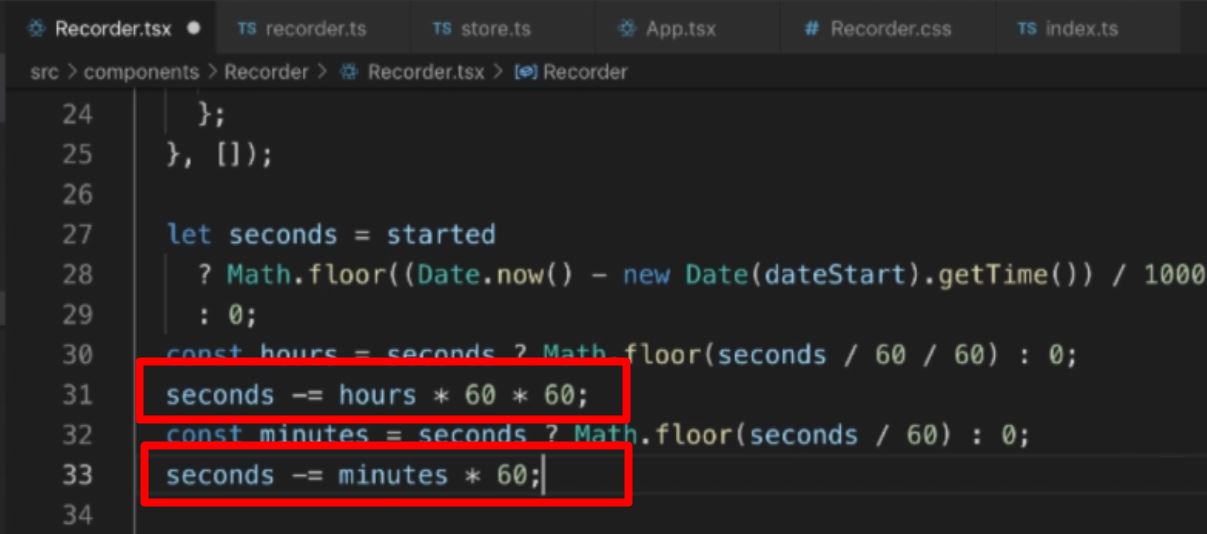 Recorder.tsx
TS recorder.ts
TS store.ts
App.tsx
# Recorder.css
TS index.ts
src > components > Recorder > Recorder.tsx > Recorder
24 };
25 }, []);
26
27 let seconds = started
28 ? Math.floor((Date.now() - new Date(dateStart).getTime()) / 1000
29 : 0;
30 const hours = seconds ? Math.floor(seconds / 60 / 60) : 0;
31 seconds -= hours * 60 * 60;
32 const minutes = seconds ? Math.floor(seconds / 60) : 0;
33 seconds -= minutes * 60;
34